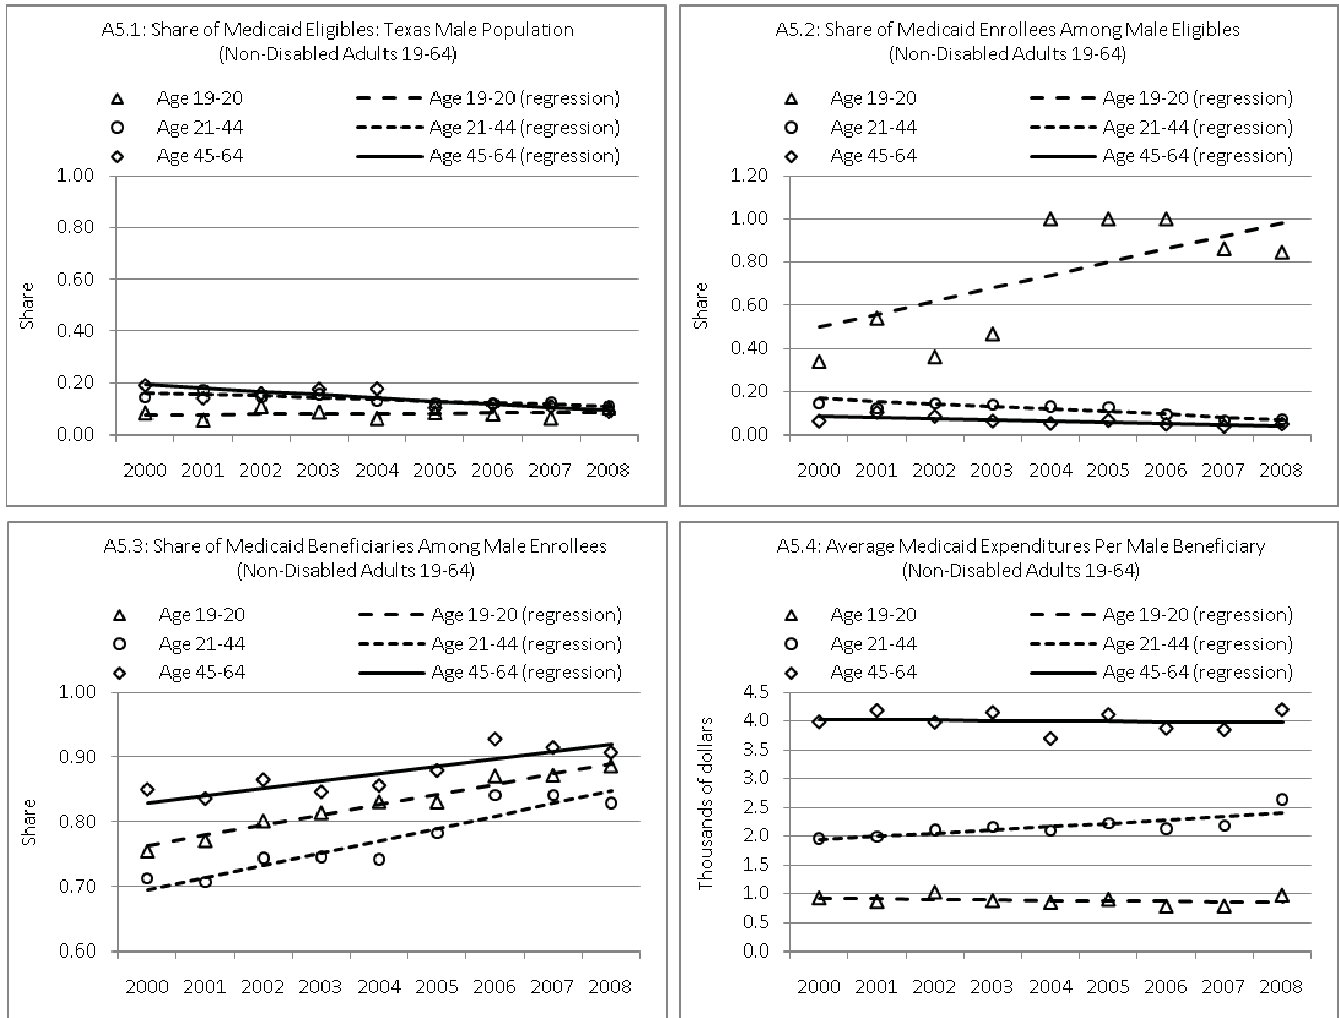 A5.1: Share of Medicaid Eligibles: Texas Male Population
(Non-Disabled Adults 19-64)
Age 19-20
Age 19-20 (regression)
Age 21-44
Age 21-44 (regression)
Age 45-64
Age 45-64 (regression)
1.00
0.80
0.60
0.40
0.20
0.00
Share
2000 2001 2002 2003 2004 2005 2006 2007 2008
A5.2: Share of Medicaid Enrollees Among Male Eligibles
(Non-Disabled Adults 19-64)
Age 19-20
Age 19-20 (regression)
Age 21-44
Age 21-44 (regression)
Age 45-64
Age 45-64 (regression)
1.20
1.00
0.80
0.60
0.40
0.20
0.00
Share
2000 2001 2002 2003 2004 2005 2006 2007 2008
A5.3: Share of Medicaid Beneficiaries Among Male Enrollees
(Non-Disabled Adults 19-64)
Age 19-20
Age 19-20 (regression)
Age 21-44
Age 21-44 (regression)
Age 45-64
Age 45-64 (regression)
1.00
0.90
0.80
0.70
0.60
Share
2000 2001 2002 2003 2004 2005 2006 2007 2008
A5.4: Average Medicaid Expenditures Per Male Beneficiary
(Non-Disabled Adults 19-64)
Age 19-20
Age 19-20 (regression)
Age 21-44
Age 21-44 (regression)
Age 45-64
Age 45-64 (regression)
4.5
4.0
3.5
3.0
2.5
2.0
1.5
1.0
0.5
0.0
Thousands of dollars
2000 2001 2002 2003 2004 2005 2006 2007 2008